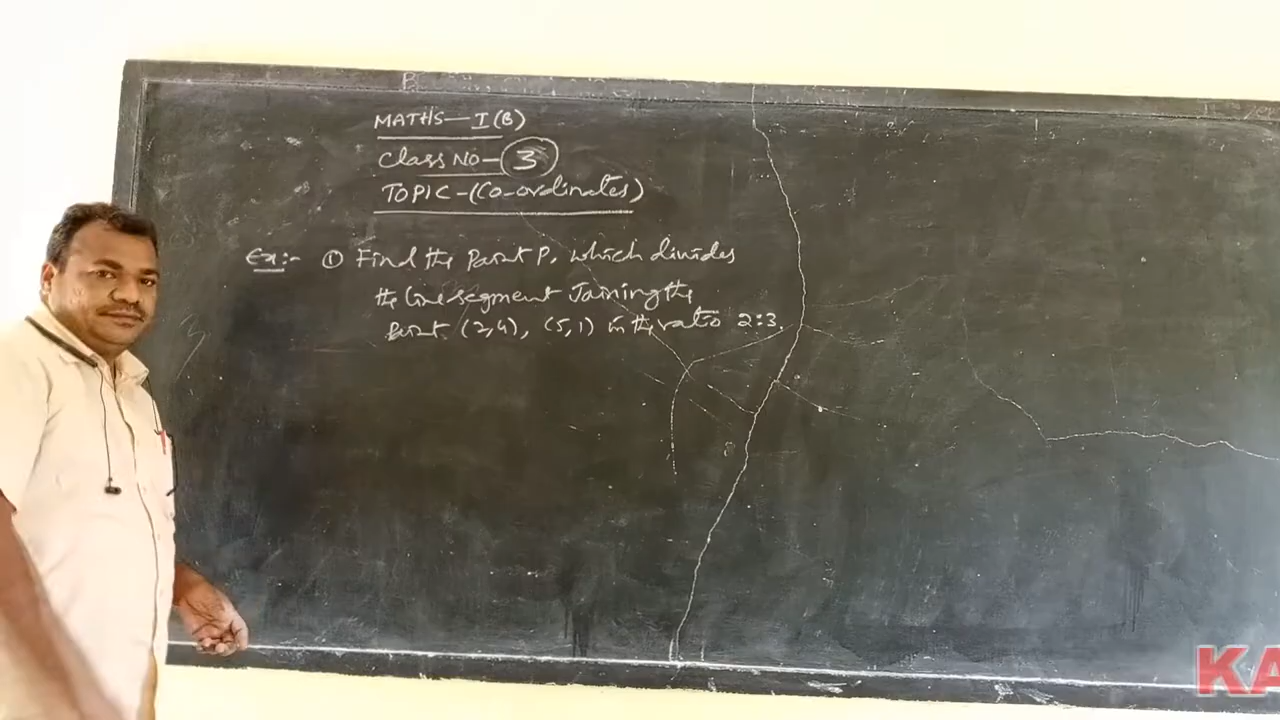 MATHS — I (B)
Class NO — 3
TOPIC - (Co-ordinates)
Ex:- ① Find the Point P, which divides
the line segment Joining the
Point (2,4), (5,1) in the ratio 2:3.
KA